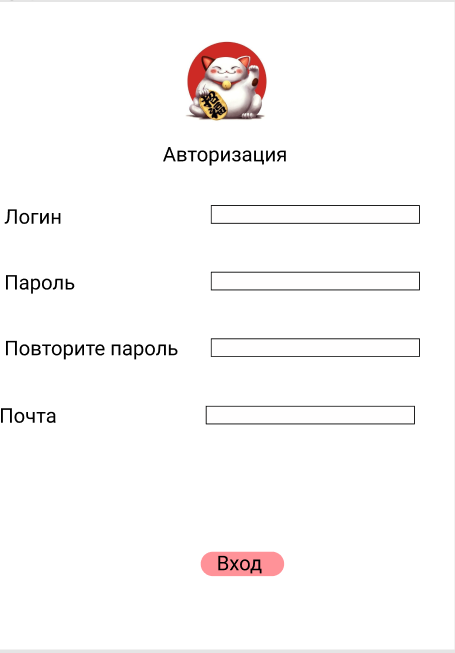 Авторизация
Логин
Пароль
Повторите пароль
Почта
Вход